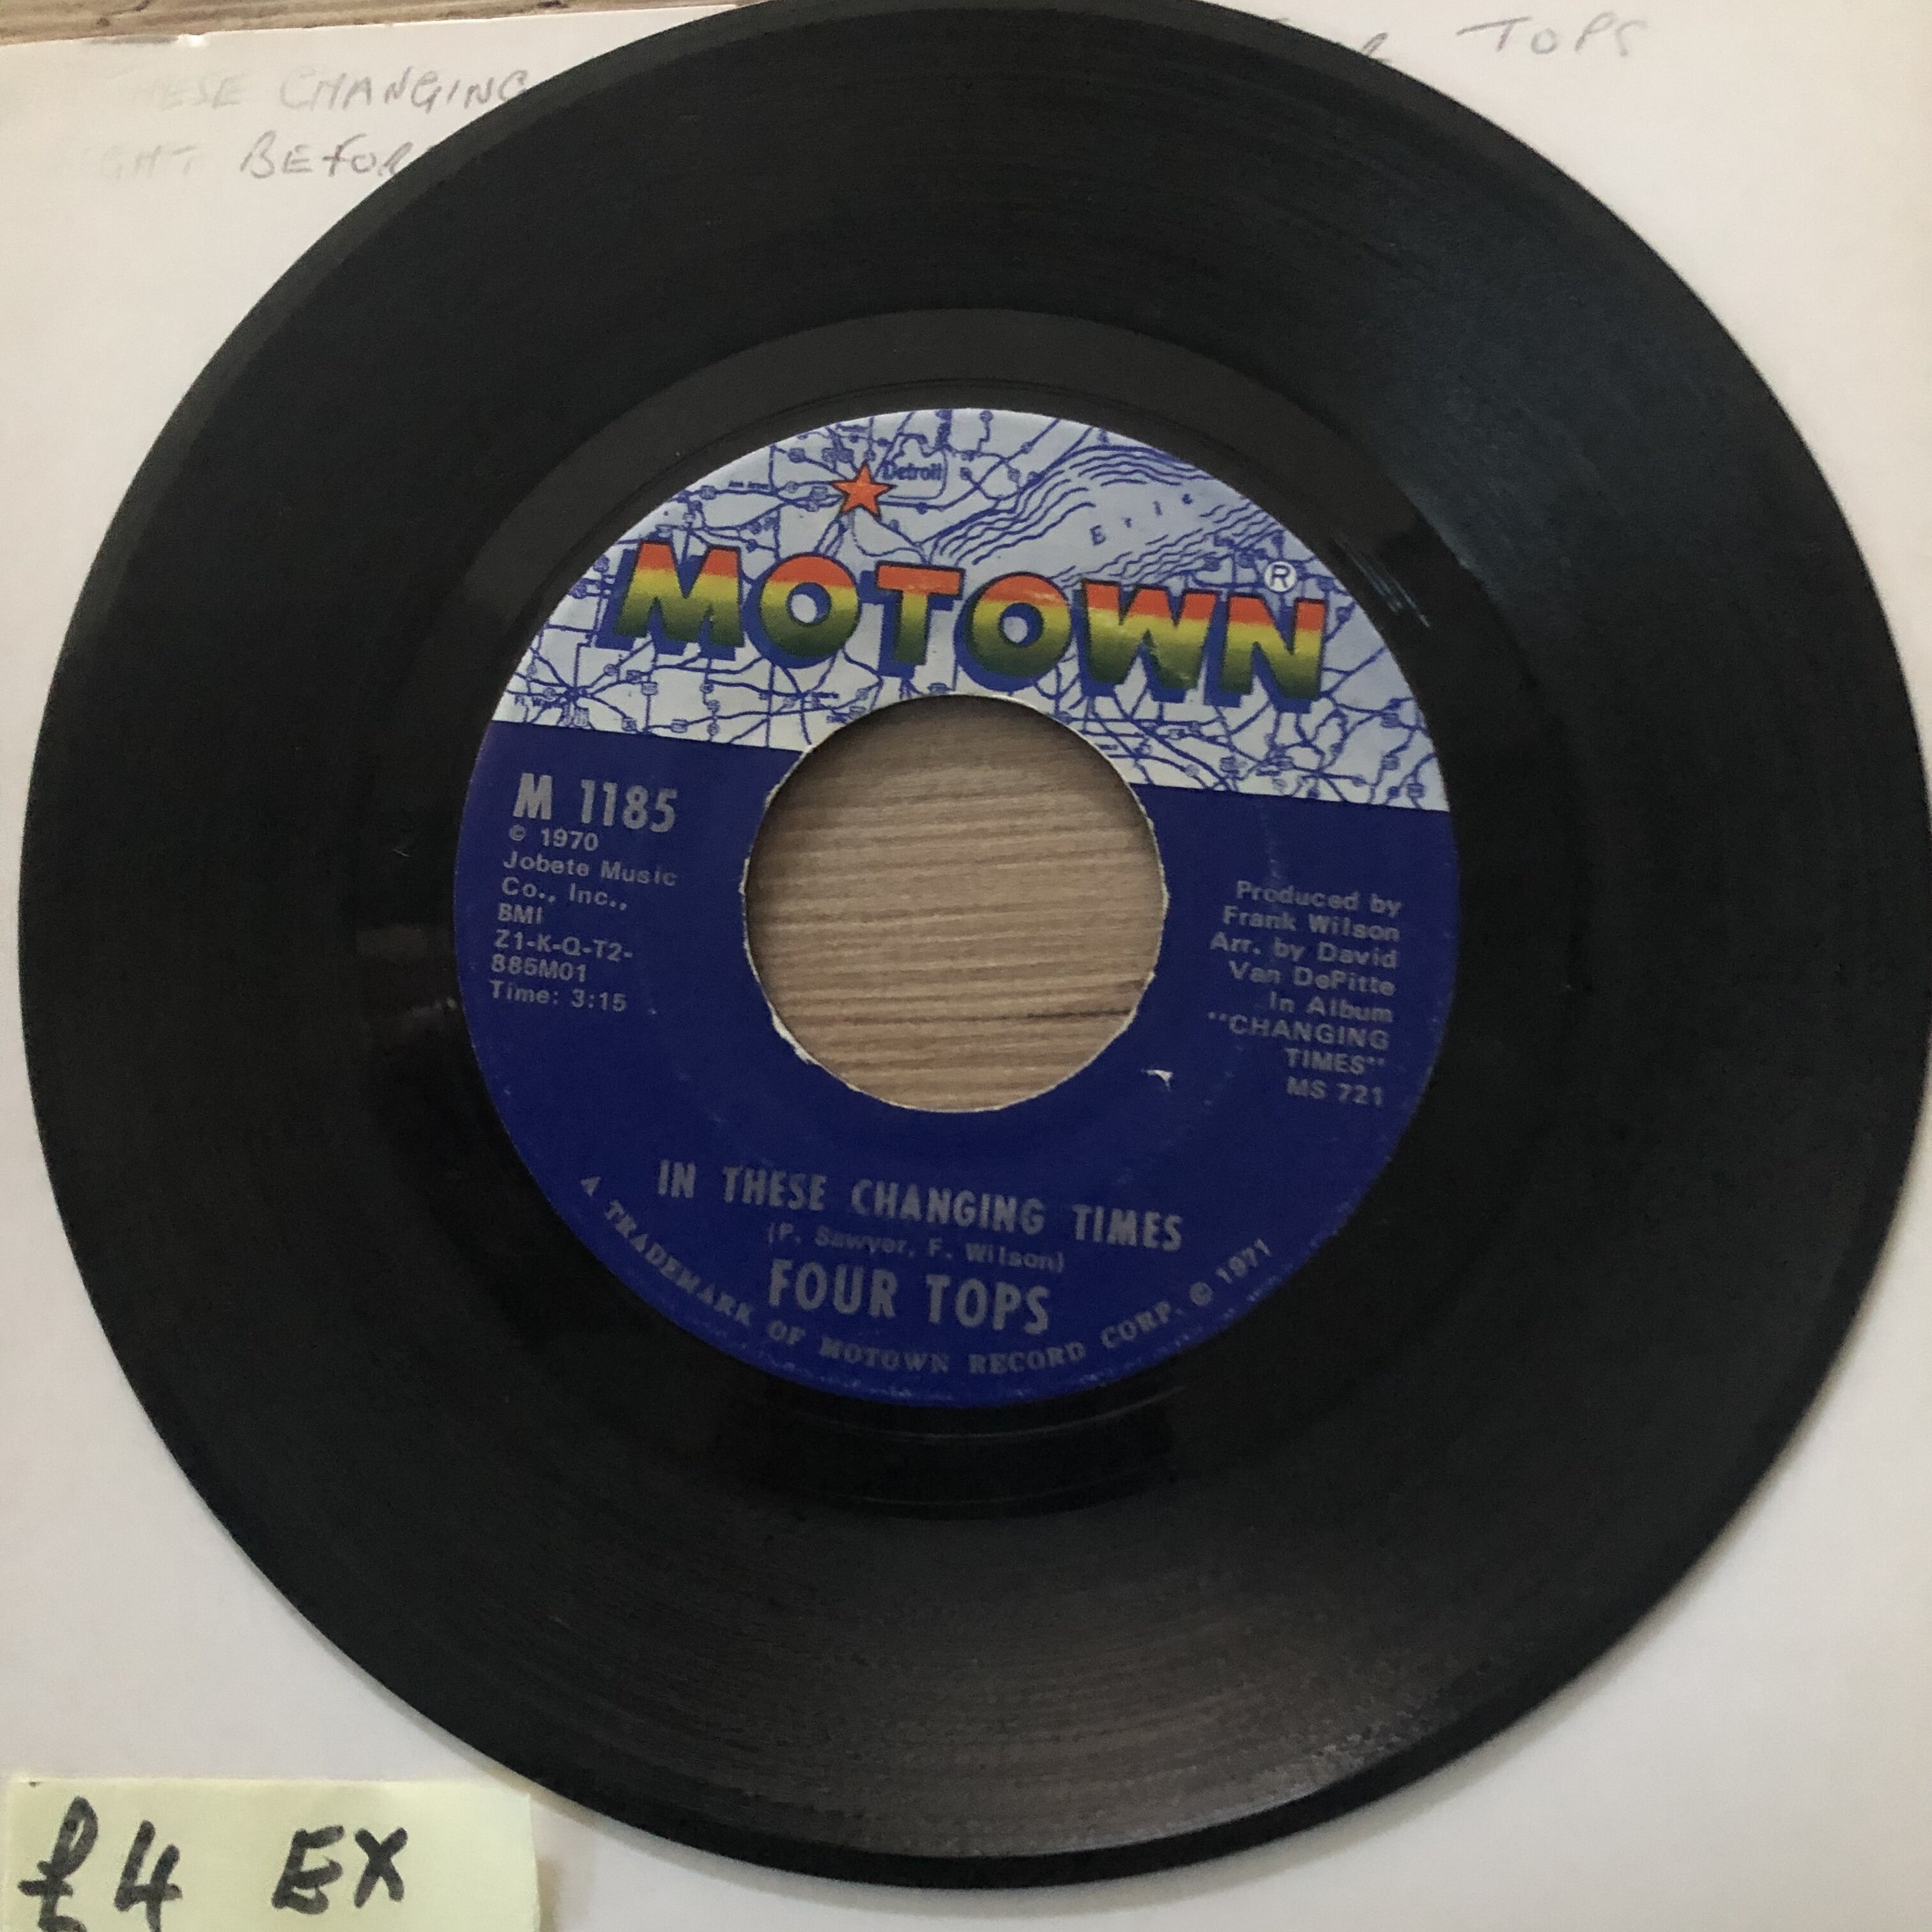 TOPS
CHANGING
BEFOR
Detroit
Erie
MOTOWN
®
M 1185
© 1970
Jobete Music
Co., Inc.,
BMI
Z1-K-Q-T2-
885M01
Time: 3:15
Produced by
Frank Wilson
Arr. by David
Van DePitte
In Album
"CHANGING
TIMES"
MS 721
IN THESE CHANGING TIMES
(P. Sawyer, F. Wilson)
FOUR TOPS
A TRADEMARK OF MOTOWN RECORD CORP. © 1971
£4 EX